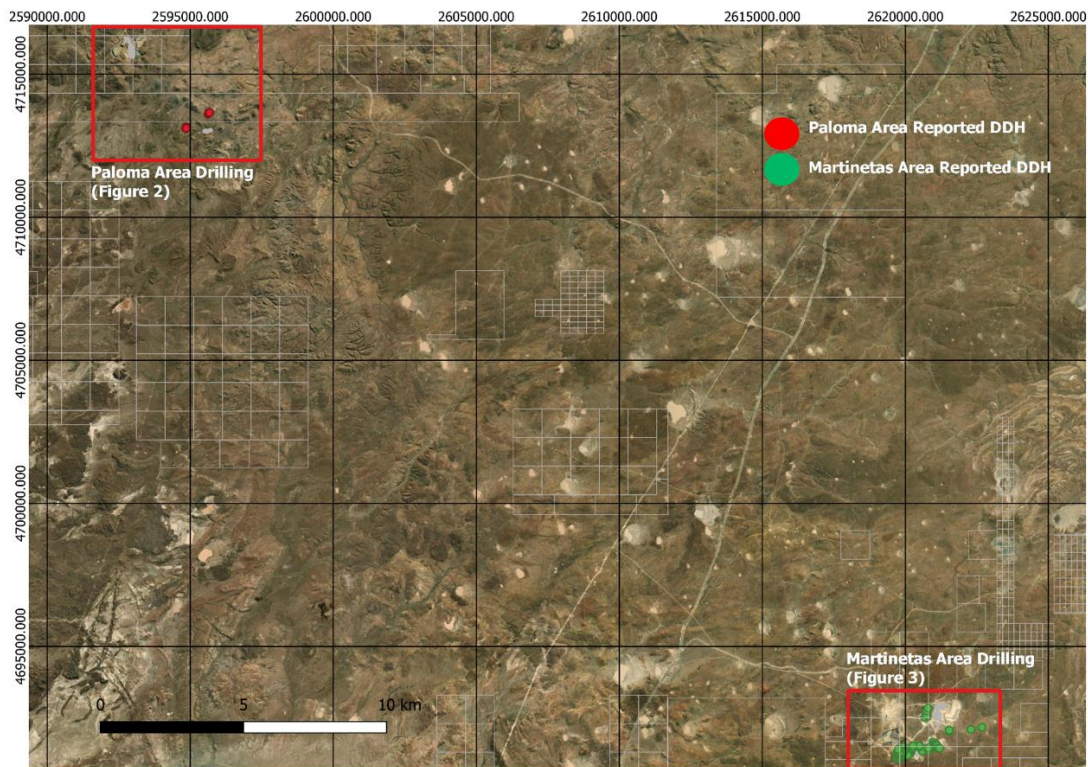 2590000.000 2595000.000 2600000.000 2605000.000 2610000.000 2615000.000 2620000.000 2625000.000
4715000.000
4710000.000
4705000.000
4700000.000
4695000.000
Paloma Area Drilling
(Figure 2)
Paloma Area Reported DDH
Martinetas Area Reported DDH
Martinetas Area Drilling
(Figure 3)
0 5 10 km